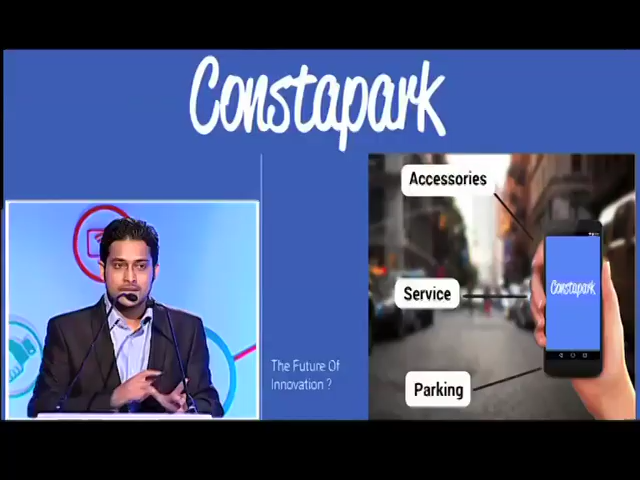 Constapark
Accessories
Service
Constapark
Parking
The Future Of
Innovation ?